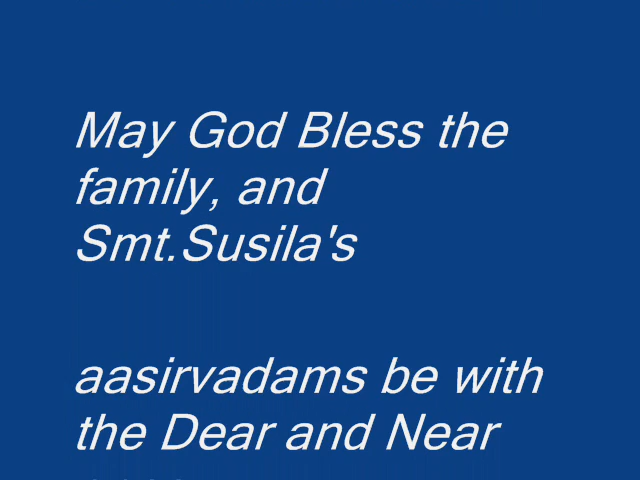 May God Bless the
family, and
Smt.Susila's
aasirvadams be with
the Dear and Near